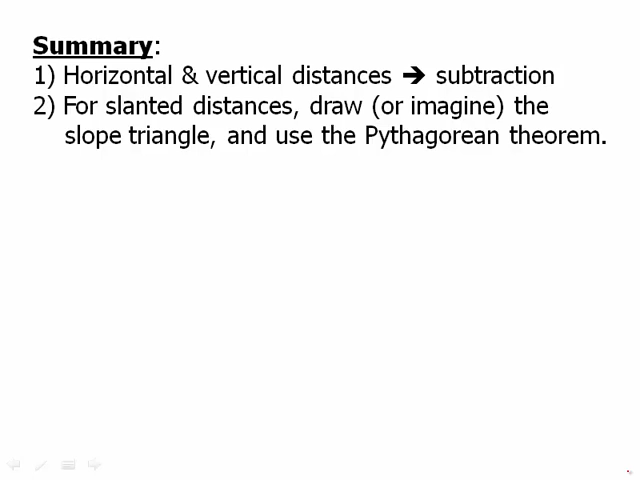 Summary:
1) Horizontal & vertical distances ➔ subtraction
2) For slanted distances, draw (or imagine) the
slope triangle, and use the Pythagorean theorem.